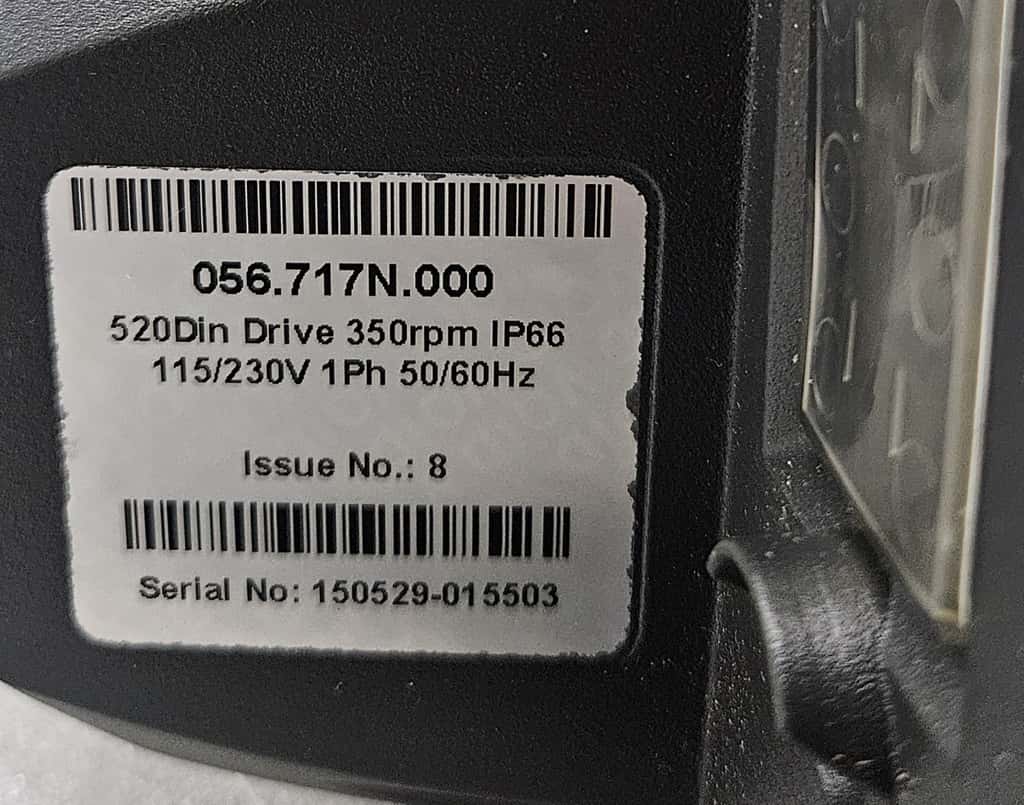 056.717N.000
520Din Drive 350rpm IP66
115/230V 1Ph 50/60Hz
Issue No.: 8
Serial No: 150529-015503